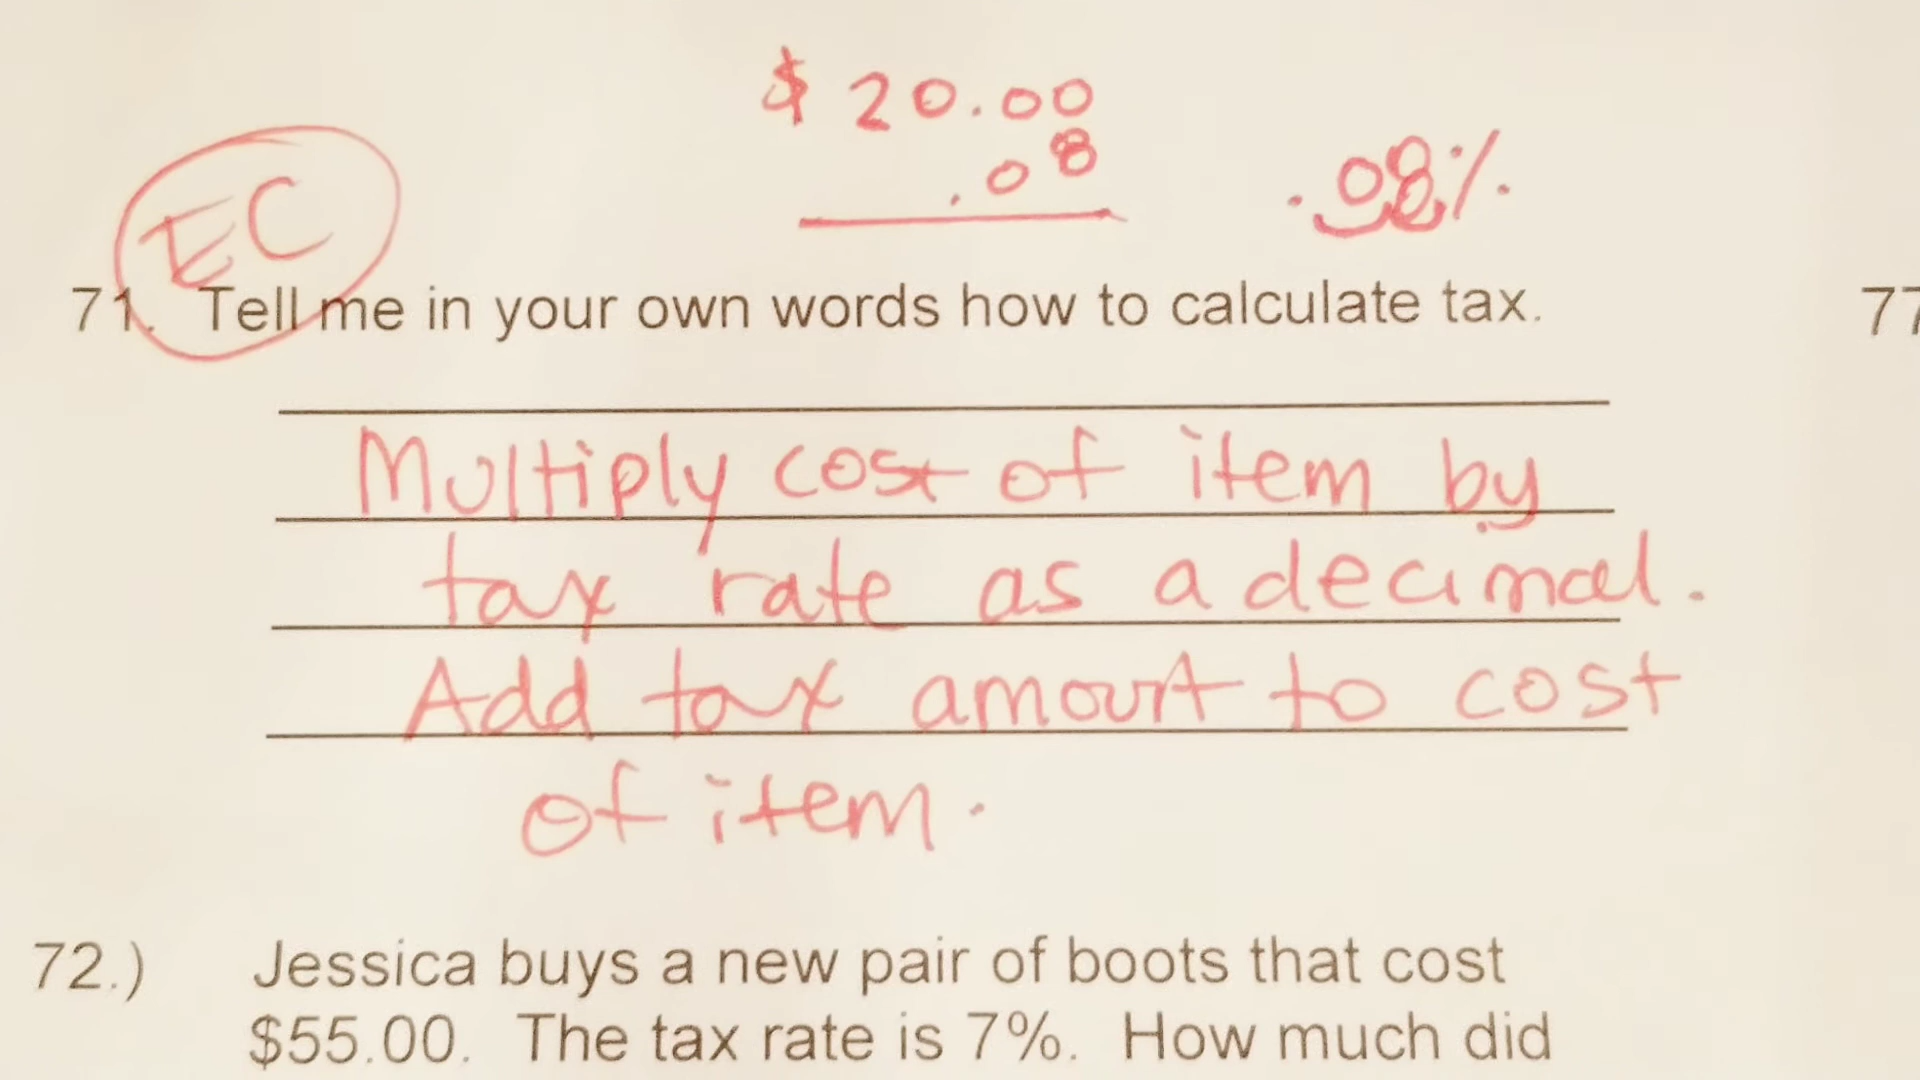 $ 20.00
.08
.08%.
EC
71. Tell me in your own words how to calculate tax.
77
Multiply cost of item by
tax rate as a decimal.
Add tax amount to cost
of item.
72.) Jessica buys a new pair of boots that cost
$55.00. The tax rate is 7%. How much did